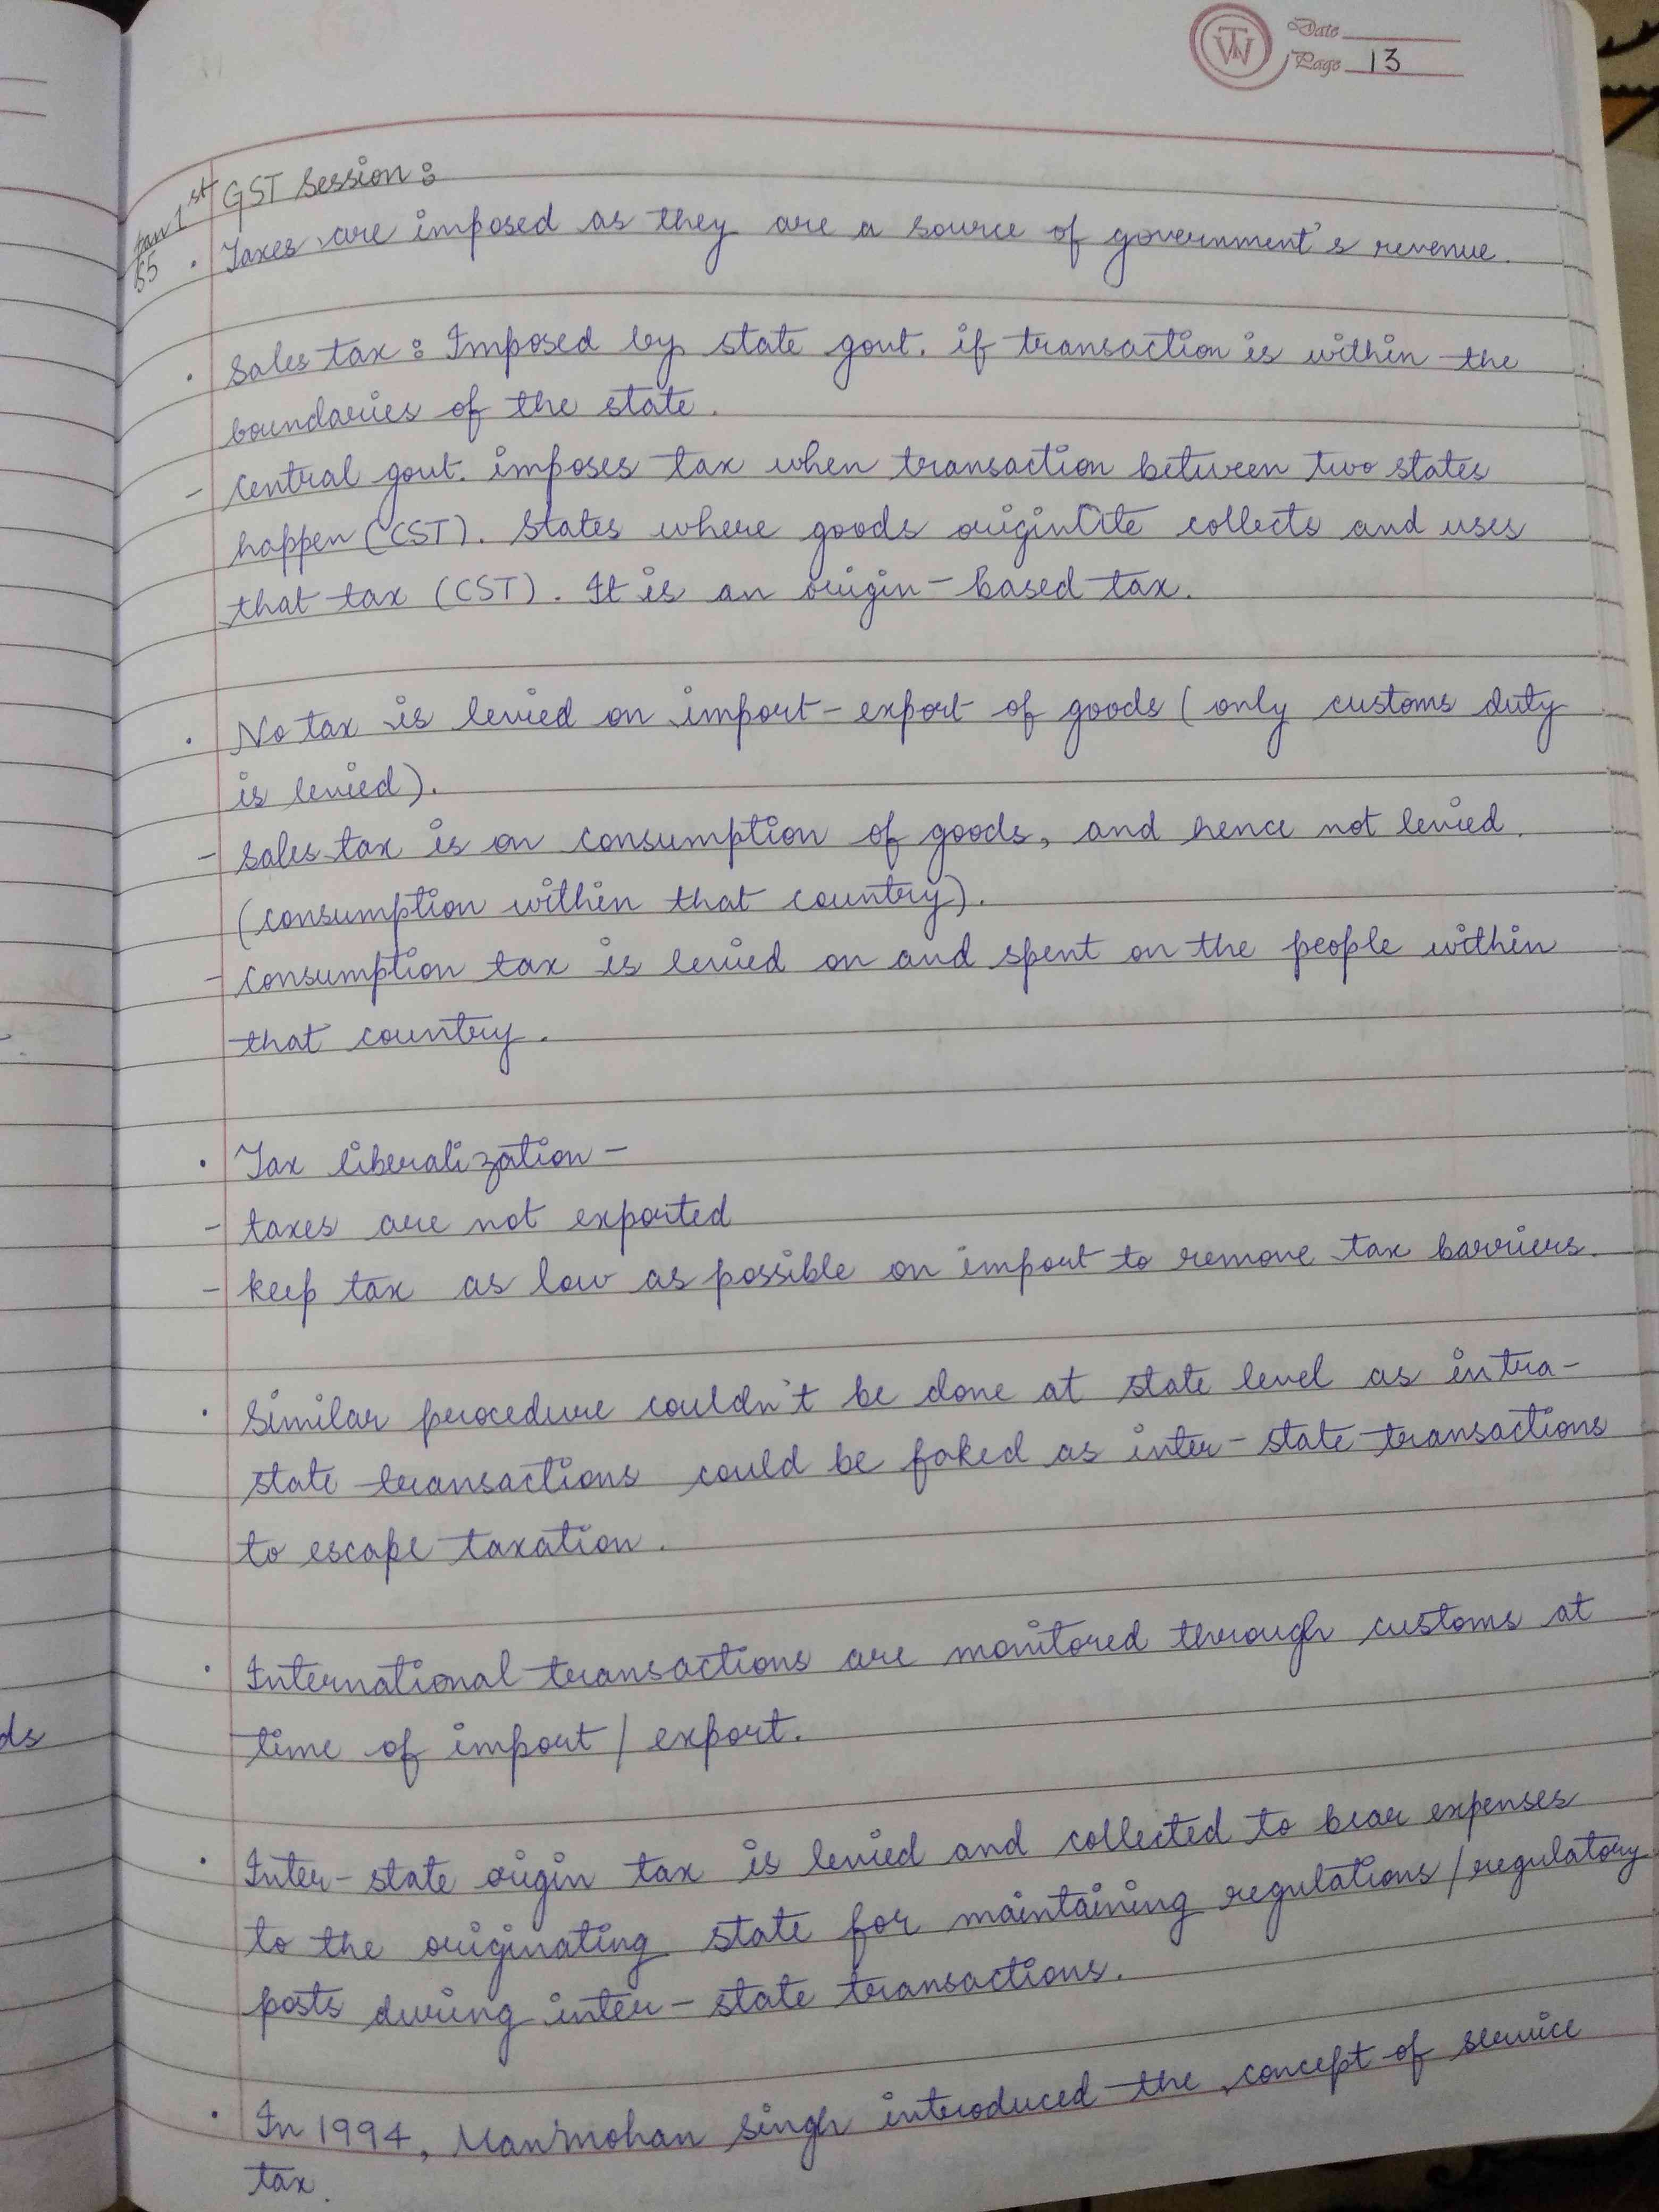 Date
Page 13
GST Session :
• Taxes are imposed as they are a source of government's revenue.
• Sales tax : Imposed by state govt. if transaction is within the
boundaries of the state.
- Central govt. imposes tax when transaction between two states
happen (CST). States where goods originate collects and uses
that tax (CST). It is an origin-based tax.
• No tax is levied on import-export of goods (only customs duty
is levied).
- Sales tax is on consumption of goods, and hence not levied.
(consumption within that country).
- Consumption tax is levied on and spent on the people within
that country.
• Tax liberalization -
- taxes are not exported
- keep tax as low as possible on import to remove tax barriers.
• Similar procedure couldn't be done at state level as intra-
state transactions could be faked as inter-state transactions
to escape taxation.
• International transactions are monitored through customs at
time of import / export.
• Inter-state origin tax is levied and collected to bear expenses
to the originating state for maintaining regulations / regulatory
posts during inter-state transactions.
• In 1994, Manmohan Singh introduced the concept of service
tax.
ds